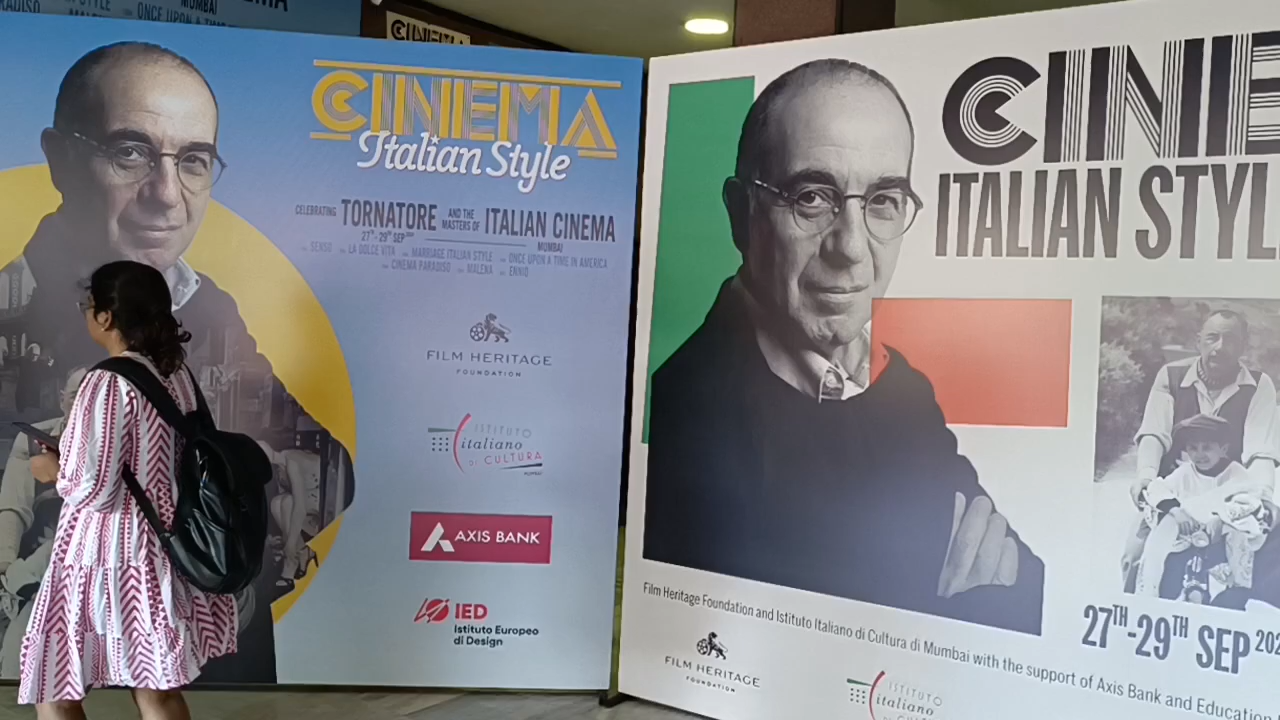 CINEMA
PARADISO
STYLE
MUMBAI
ONCE UPON A TIME
CINEMA
CINEMA
Italian Style
CELEBRATING TORNATORE AND THE MASTERS OF ITALIAN CINEMA
27TH - 29TH SEP MUMBAI
SENSO LA DOLCE VITA MARRIAGE ITALIAN STYLE ONCE UPON A TIME IN AMERICA
CINEMA PARADISO MALENA ENNIO
FILM HERITAGE
FOUNDATION
ISTITUTO
italiano
DI CULTURA
MUMBAI
AXIS BANK
IED
Istituto Europeo
di Design
CINE
ITALIAN STYL
27TH-29TH SEP 202
Film Heritage Foundation and Istituto Italiano di Cultura di Mumbai with the support of Axis Bank and Education
FILM HERITAGE
FOUNDATION
ISTITUTO
italiano